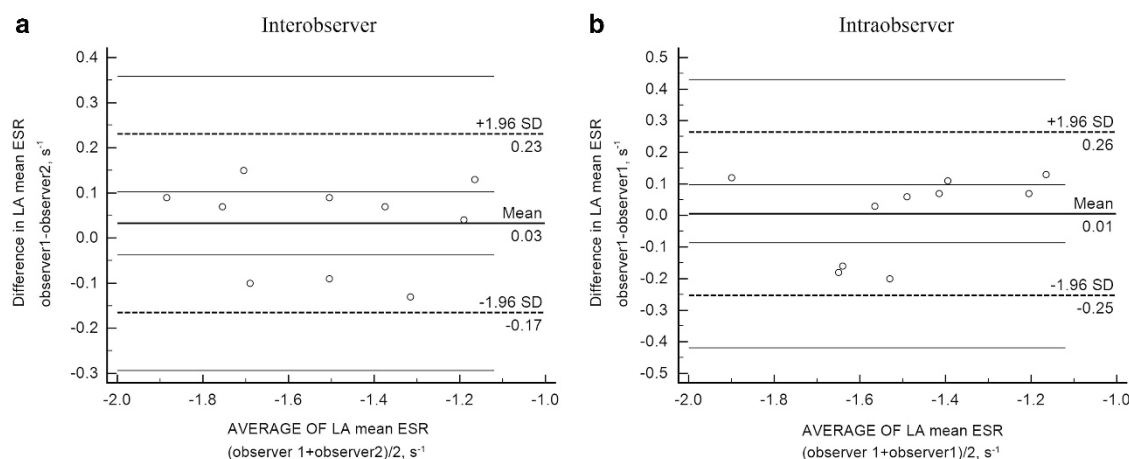 a
Interobserver
Difference in LA mean ESR
observer1-observer2, s⁻¹
0.4
0.3
0.2
0.1
0.0
-0.1
-0.2
-0.3
+1.96 SD
0.23
Mean
0.03
-1.96 SD
-0.17
-2.0 -1.8 -1.6 -1.4 -1.2 -1.0
AVERAGE OF LA mean ESR
(observer 1+observer2)/2, s⁻¹
b
Intraobserver
Difference in LA mean ESR
observer1-observer1, s⁻¹
0.5
0.4
0.3
0.2
0.1
0.0
-0.1
-0.2
-0.3
-0.4
-0.5
+1.96 SD
0.26
Mean
0.01
-1.96 SD
-0.25
-2.0 -1.8 -1.6 -1.4 -1.2 -1.0
AVERAGE OF LA mean ESR
(observer 1+observer1)/2, s⁻¹